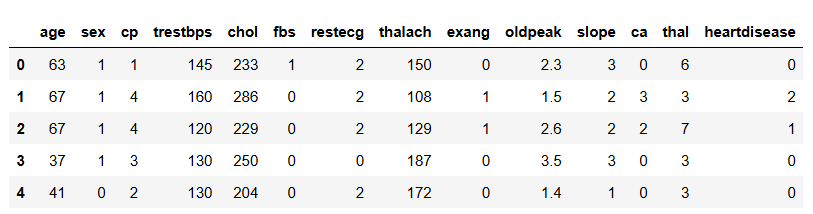 age sex cp trestbps chol fbs restecg thalach exang oldpeak slope ca thal heartdisease
0 63 1 1 145 233 1 2 150 0 2.3 3 0 6 0
1 67 1 4 160 286 0 2 108 1 1.5 2 3 3 2
2 67 1 4 120 229 0 2 129 1 2.6 2 2 7 1
3 37 1 3 130 250 0 0 187 0 3.5 3 0 3 0
4 41 0 2 130 204 0 2 172 0 1.4 1 0 3 0